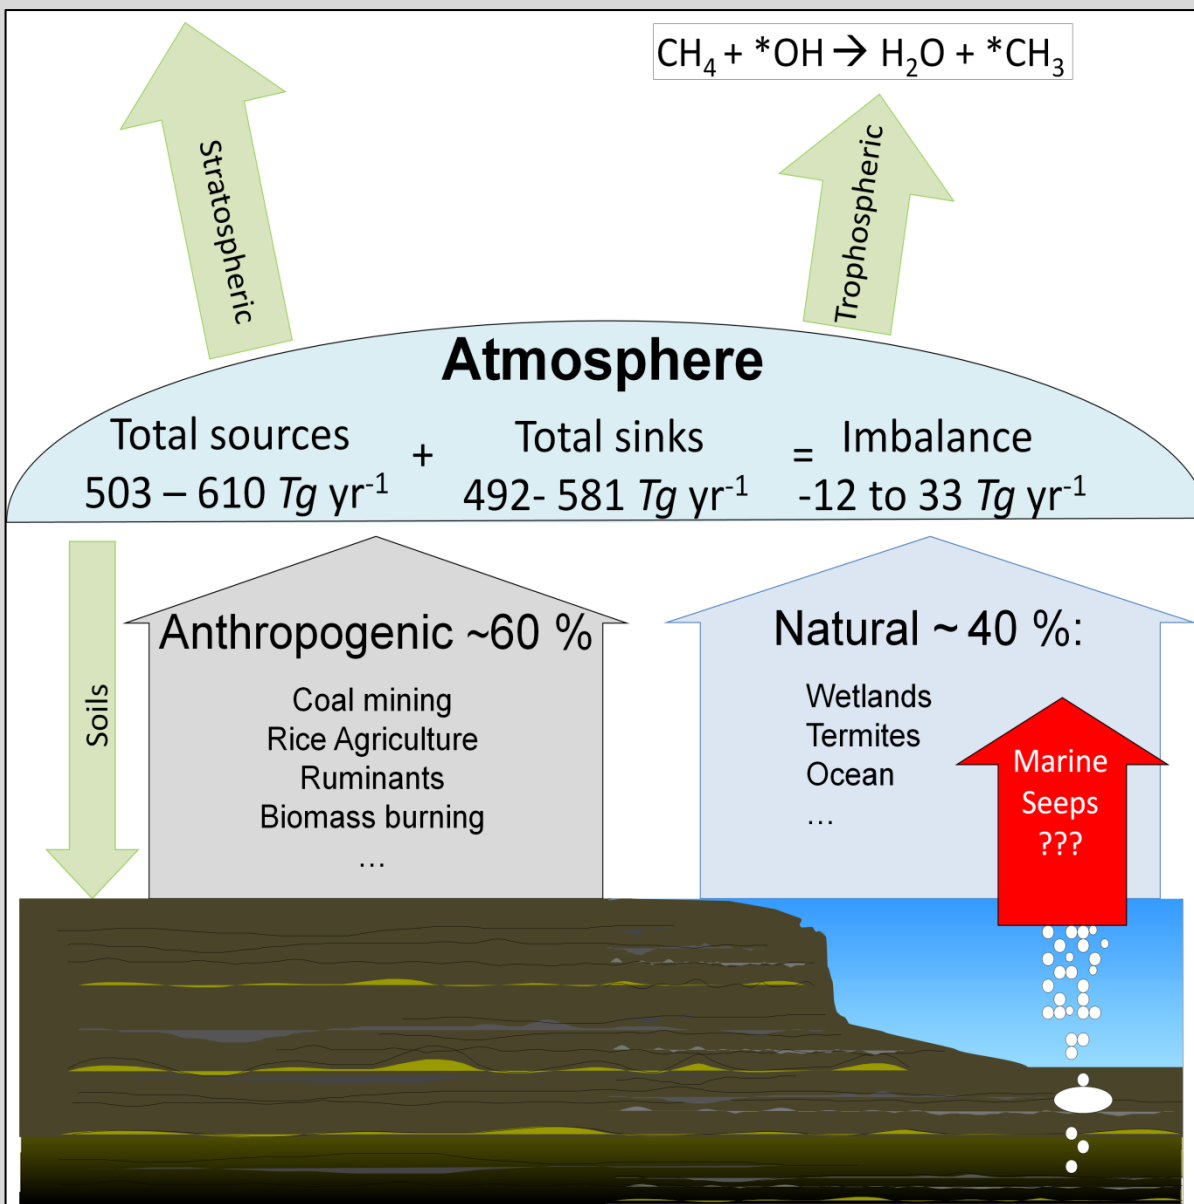 CH₄ + *OH → H₂O + *CH₃
Stratospheric
Trophospheric
Atmosphere
Total sources + Total sinks = Imbalance
503 – 610 Tg yr⁻¹ 492- 581 Tg yr⁻¹ -12 to 33 Tg yr⁻¹
Soils
Anthropogenic ~60 %
Coal mining
Rice Agriculture
Ruminants
Biomass burning
...
Natural ~ 40 %:
Wetlands
Termites
Ocean
...
Marine
Seeps
???